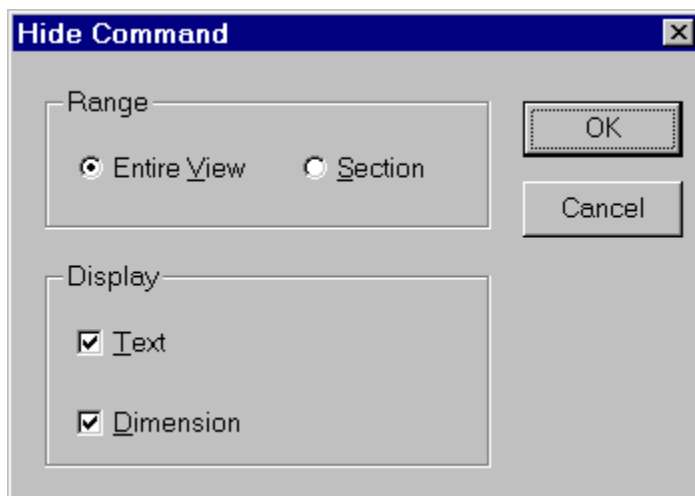 Hide Command
Range
Entire View Section
OK
Cancel
Display
Text
Dimension